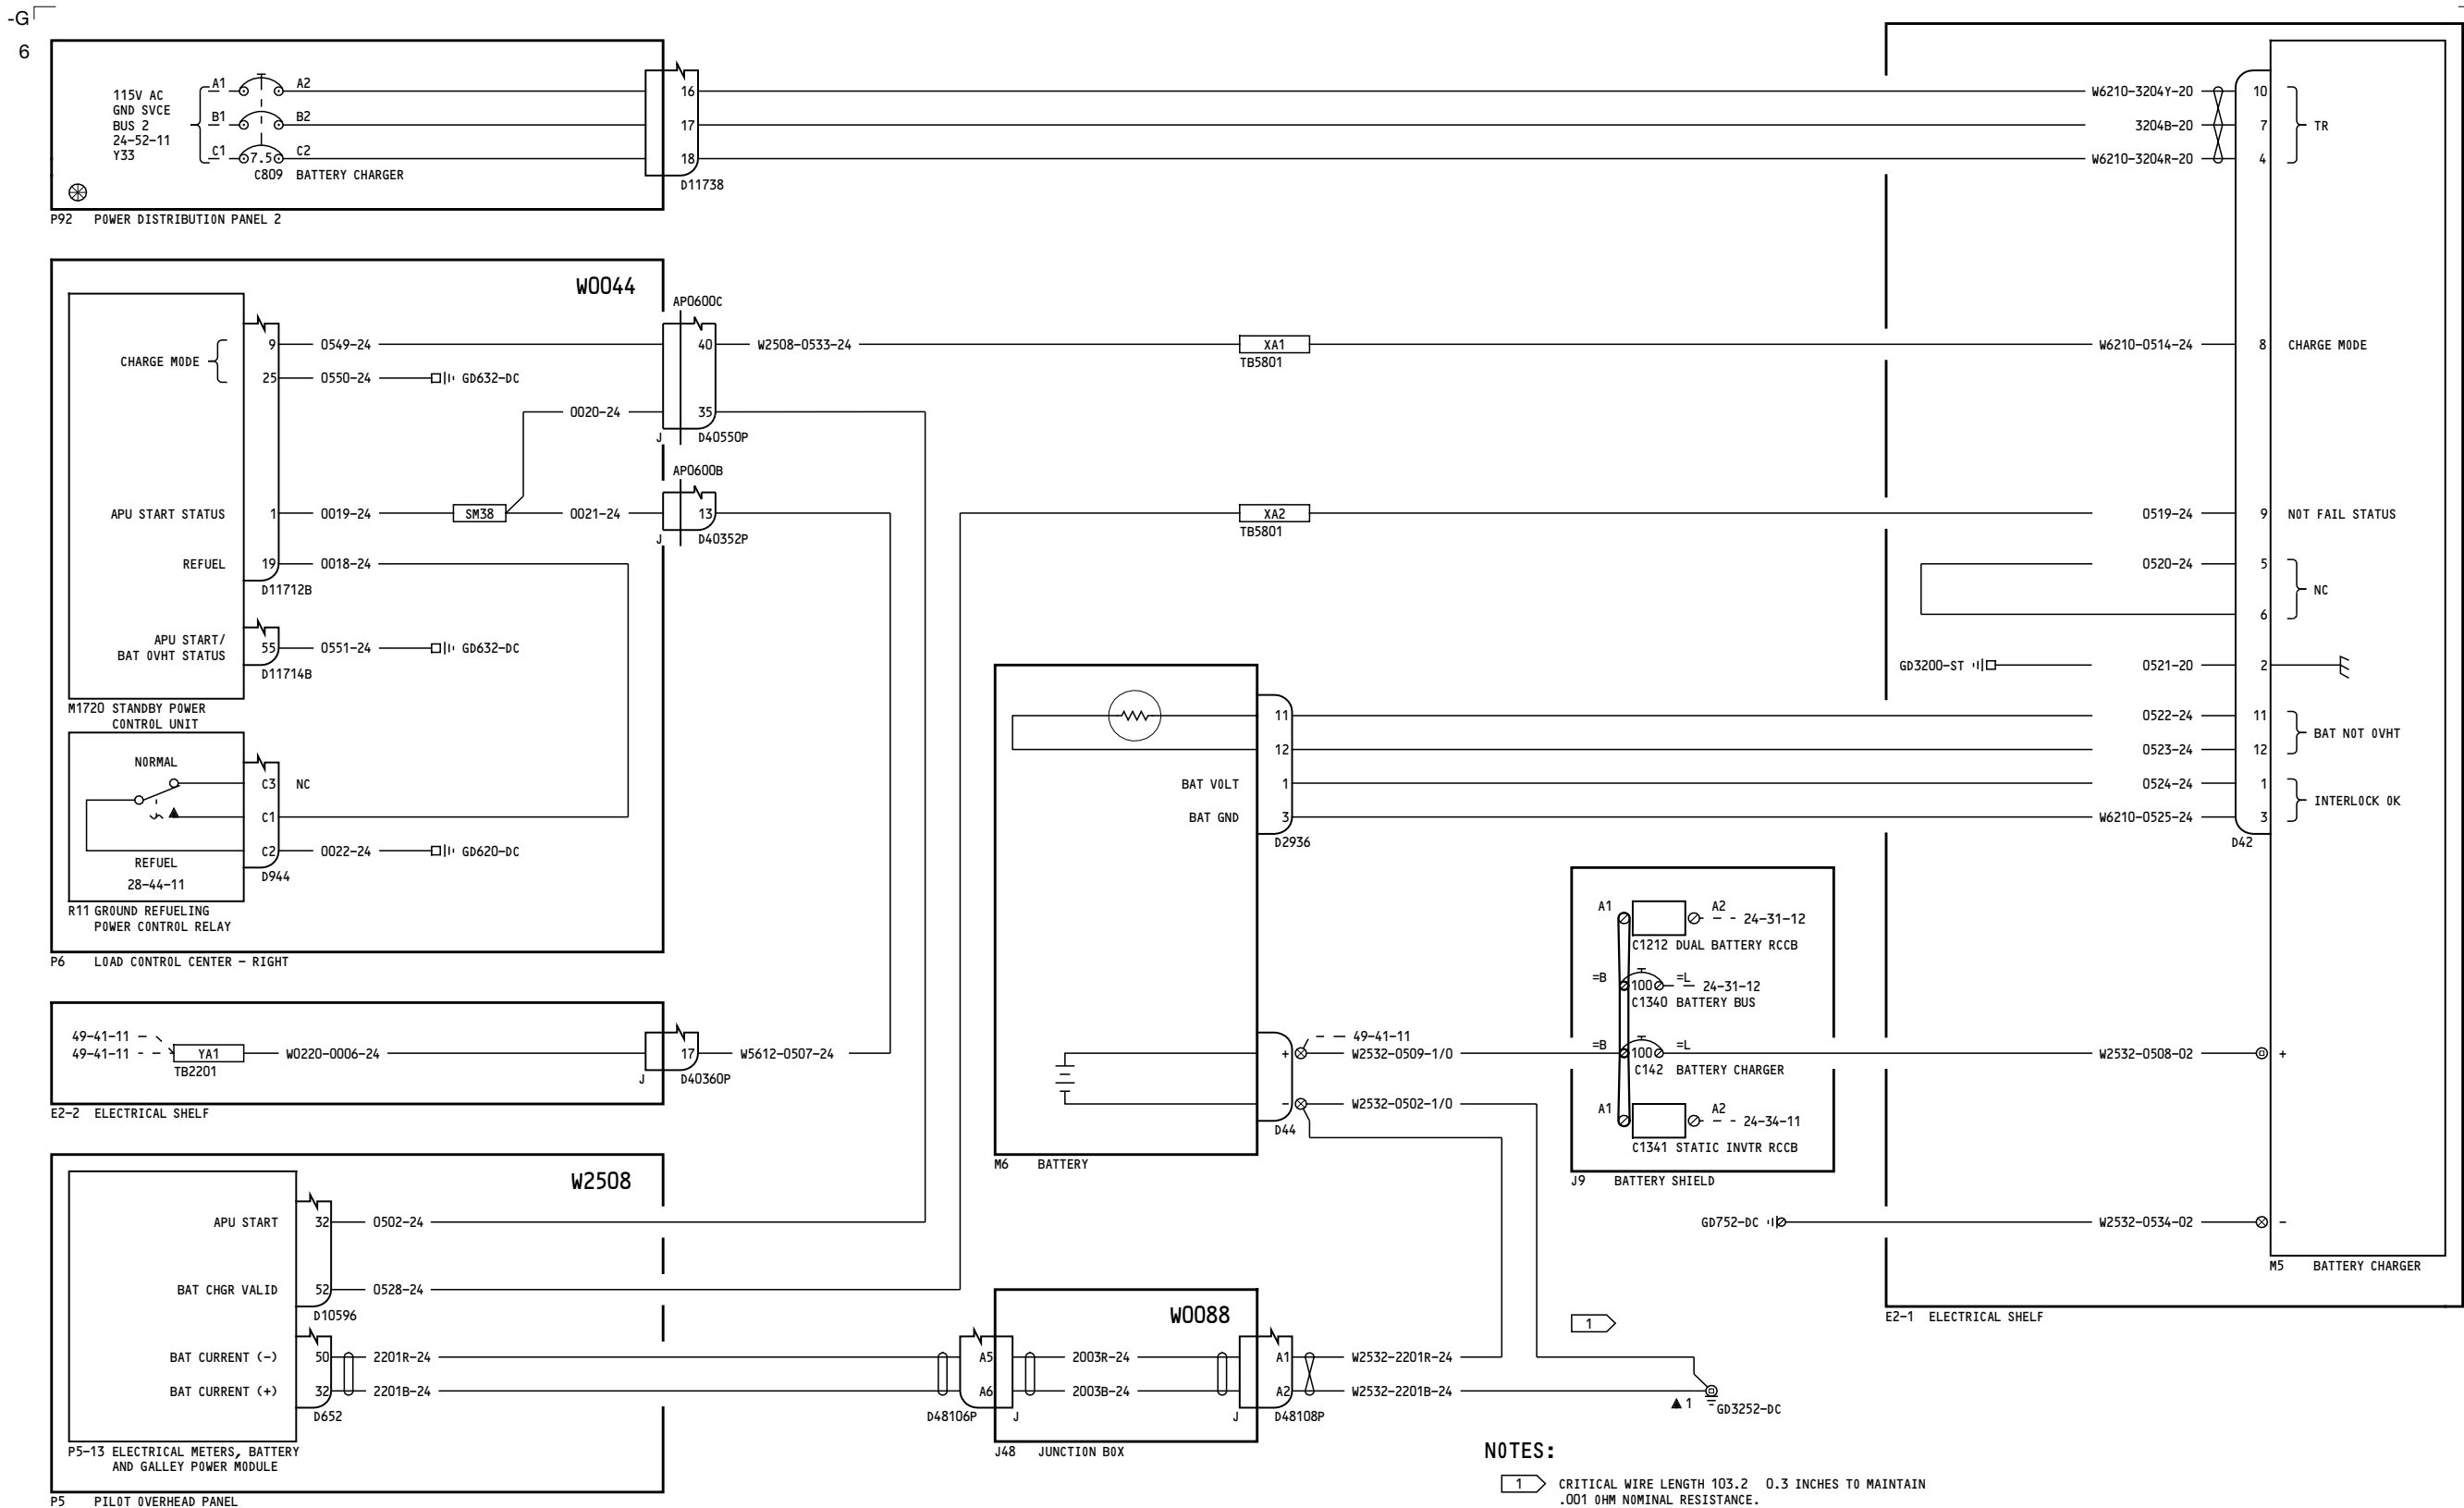 -G
6
115V AC
GND SVCE
BUS 2
24-52-11
Y33
A1 A2
B1 B2
C1 7.5 C2
C809 BATTERY CHARGER
16
17
18
D11738
P92 POWER DISTRIBUTION PANEL 2
W6210-3204Y-20 10
3204B-20 7 TR
W6210-3204R-20 4
W0044
AP0600C
CHARGE MODE
9 0549-24 40 W2508-0533-24 XA1 W6210-0514-24 8 CHARGE MODE
TB5801
25 0550-24 GD632-DC
0020-24 35
J D40550P
AP0600B
APU START STATUS 1 0019-24 SM38 0021-24 13
J D40352P
XA2 0519-24 9 NOT FAIL STATUS
TB5801
REFUEL 19 0018-24
D11712B
0520-24 5
NC
6
APU START/
BAT OVHT STATUS
55 0551-24 GD632-DC
D11714B
GD3200-ST 0521-20 2
M1720 STANDBY POWER
CONTROL UNIT
NORMAL
C3 NC
C1
C2 0022-24 GD620-DC
REFUEL
28-44-11
D944
R11 GROUND REFUELING
POWER CONTROL RELAY
P6 LOAD CONTROL CENTER - RIGHT
11 0522-24 11
BAT NOT OVHT
12 0523-24 12
BAT VOLT 1 0524-24 1
INTERLOCK OK
BAT GND 3 W6210-0525-24 3
D2936
D42
A1 A2 24-31-12
C1212 DUAL BATTERY RCCB
=B 100 =L 24-31-12
C1340 BATTERY BUS
49-41-11
49-41-11
YA1 W0220-0006-24 17 W5612-0507-24
TB2201
J D40360P
E2-2 ELECTRICAL SHELF
49-41-11
+ W2532-0509-1/0 =B 100 =L W2532-0508-02 +
C142 BATTERY CHARGER
- W2532-0502-1/0
D44
A1 A2 24-34-11
C1341 STATIC INVTR RCCB
M6 BATTERY
J9 BATTERY SHIELD
W2508
APU START 32 0502-24
GD752-DC W2532-0534-02 -
M5 BATTERY CHARGER
BAT CHGR VALID 52 0528-24
D10596
E2-1 ELECTRICAL SHELF
W0088
1
BAT CURRENT (-) 50 2201R-24 A5 2003R-24 A1 W2532-2201R-24
BAT CURRENT (+) 32 2201B-24 A6 2003B-24 A2 W2532-2201B-24
D652
D48106P J J D48108P
1 GD3252-DC
P5-13 ELECTRICAL METERS, BATTERY
AND GALLEY POWER MODULE
J48 JUNCTION BOX
P5 PILOT OVERHEAD PANEL
NOTES:
1 CRITICAL WIRE LENGTH 103.2 0.3 INCHES TO MAINTAIN
.001 OHM NOMINAL RESISTANCE.